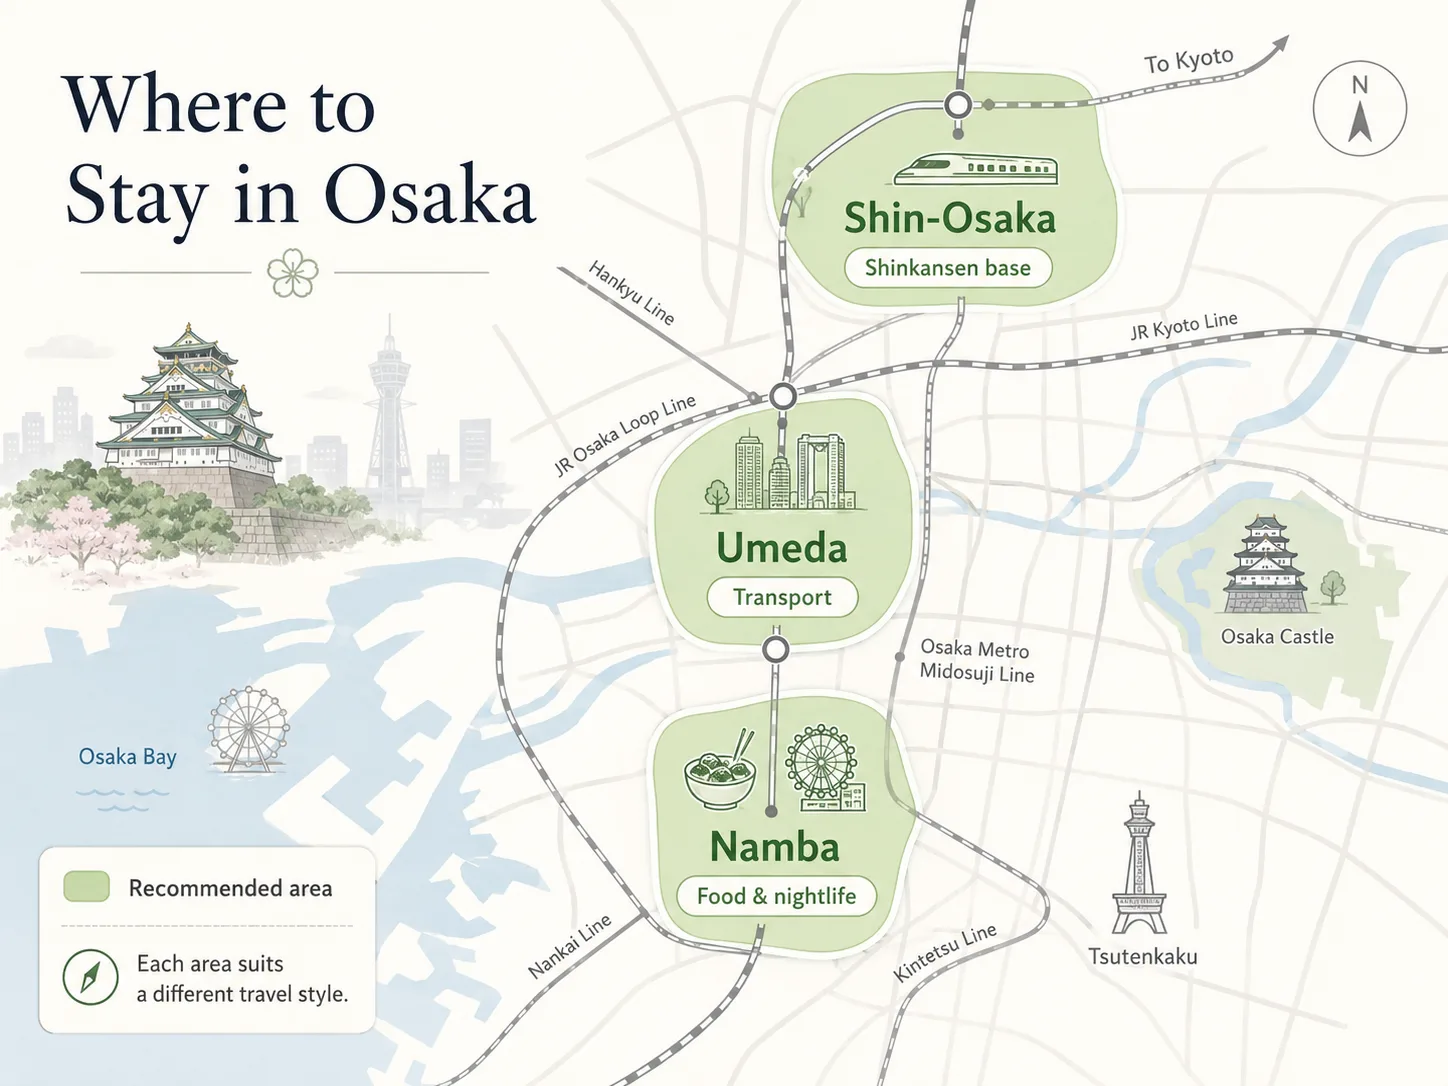 Where to
Stay in Osaka
To Kyoto
N
Shin-Osaka
Shinkansen base
Hankyu Line
JR Kyoto Line
JR Osaka Loop Line
Umeda
Transport
Osaka Castle
Osaka Metro
Midosuji Line
Osaka Bay
Namba
Food & nightlife
Recommended area
Each area suits
a different travel style.
Nankai Line
Kintetsu Line
Tsutenkaku